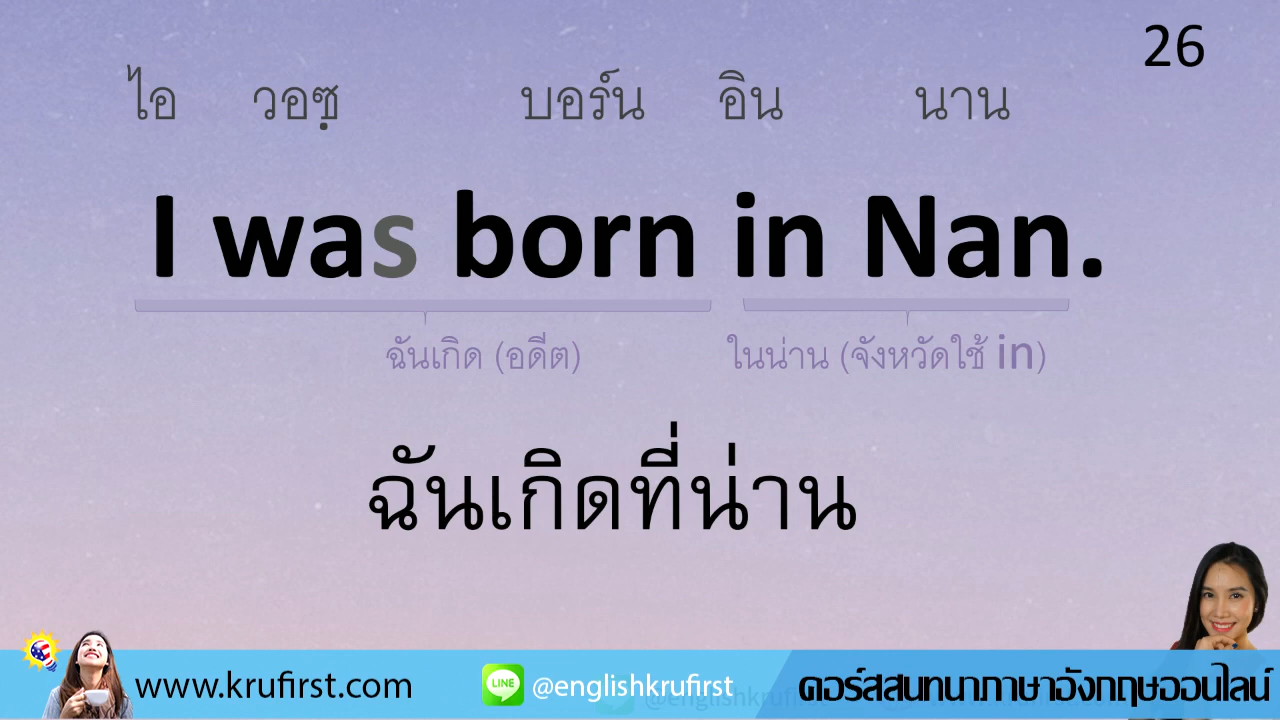 26
ไอ วอซฺ บอร์น อิน นาน
I was born in Nan.
ฉันเกิด (อดีต) ในน่าน (จังหวัดใช้ in)
ฉันเกิดที่น่าน
www.krufirst.com LINE @englishkrufirst คอร์สสนทนาภาษาอังกฤษออนไลน์